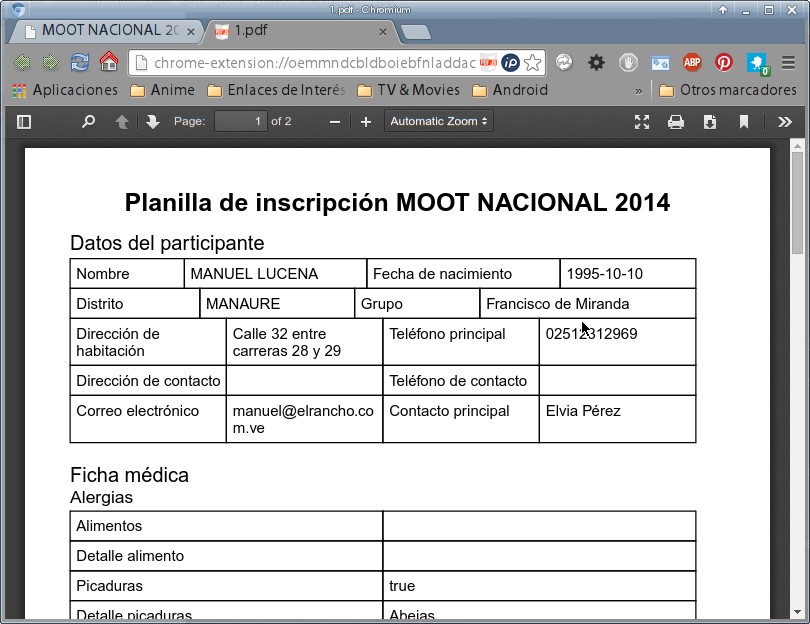 1.pdf - Chromium
MOOT NACIONAL 20
1.pdf
chrome-extension://oemmndcbldboiebfnladdac
ABP
0
Aplicaciones Anime Enlaces de Interés TV & Movies Android » Otros marcadores
Page: 1 of 2 Automatic Zoom
Planilla de inscripción MOOT NACIONAL 2014
Datos del participante
Nombre MANUEL LUCENA Fecha de nacimiento 1995-10-10
Distrito MANAURE Grupo Francisco de Miranda
Dirección de habitación
Calle 32 entre
carreras 28 y 29
Teléfono principal 02512312969
Dirección de contacto Teléfono de contacto
Correo electrónico
manuel@elrancho.co
m.ve
Contacto principal Elvia Pérez
Ficha médica
Alergias
Alimentos
Detalle alimento
Picaduras true
Detalle picaduras Abejas